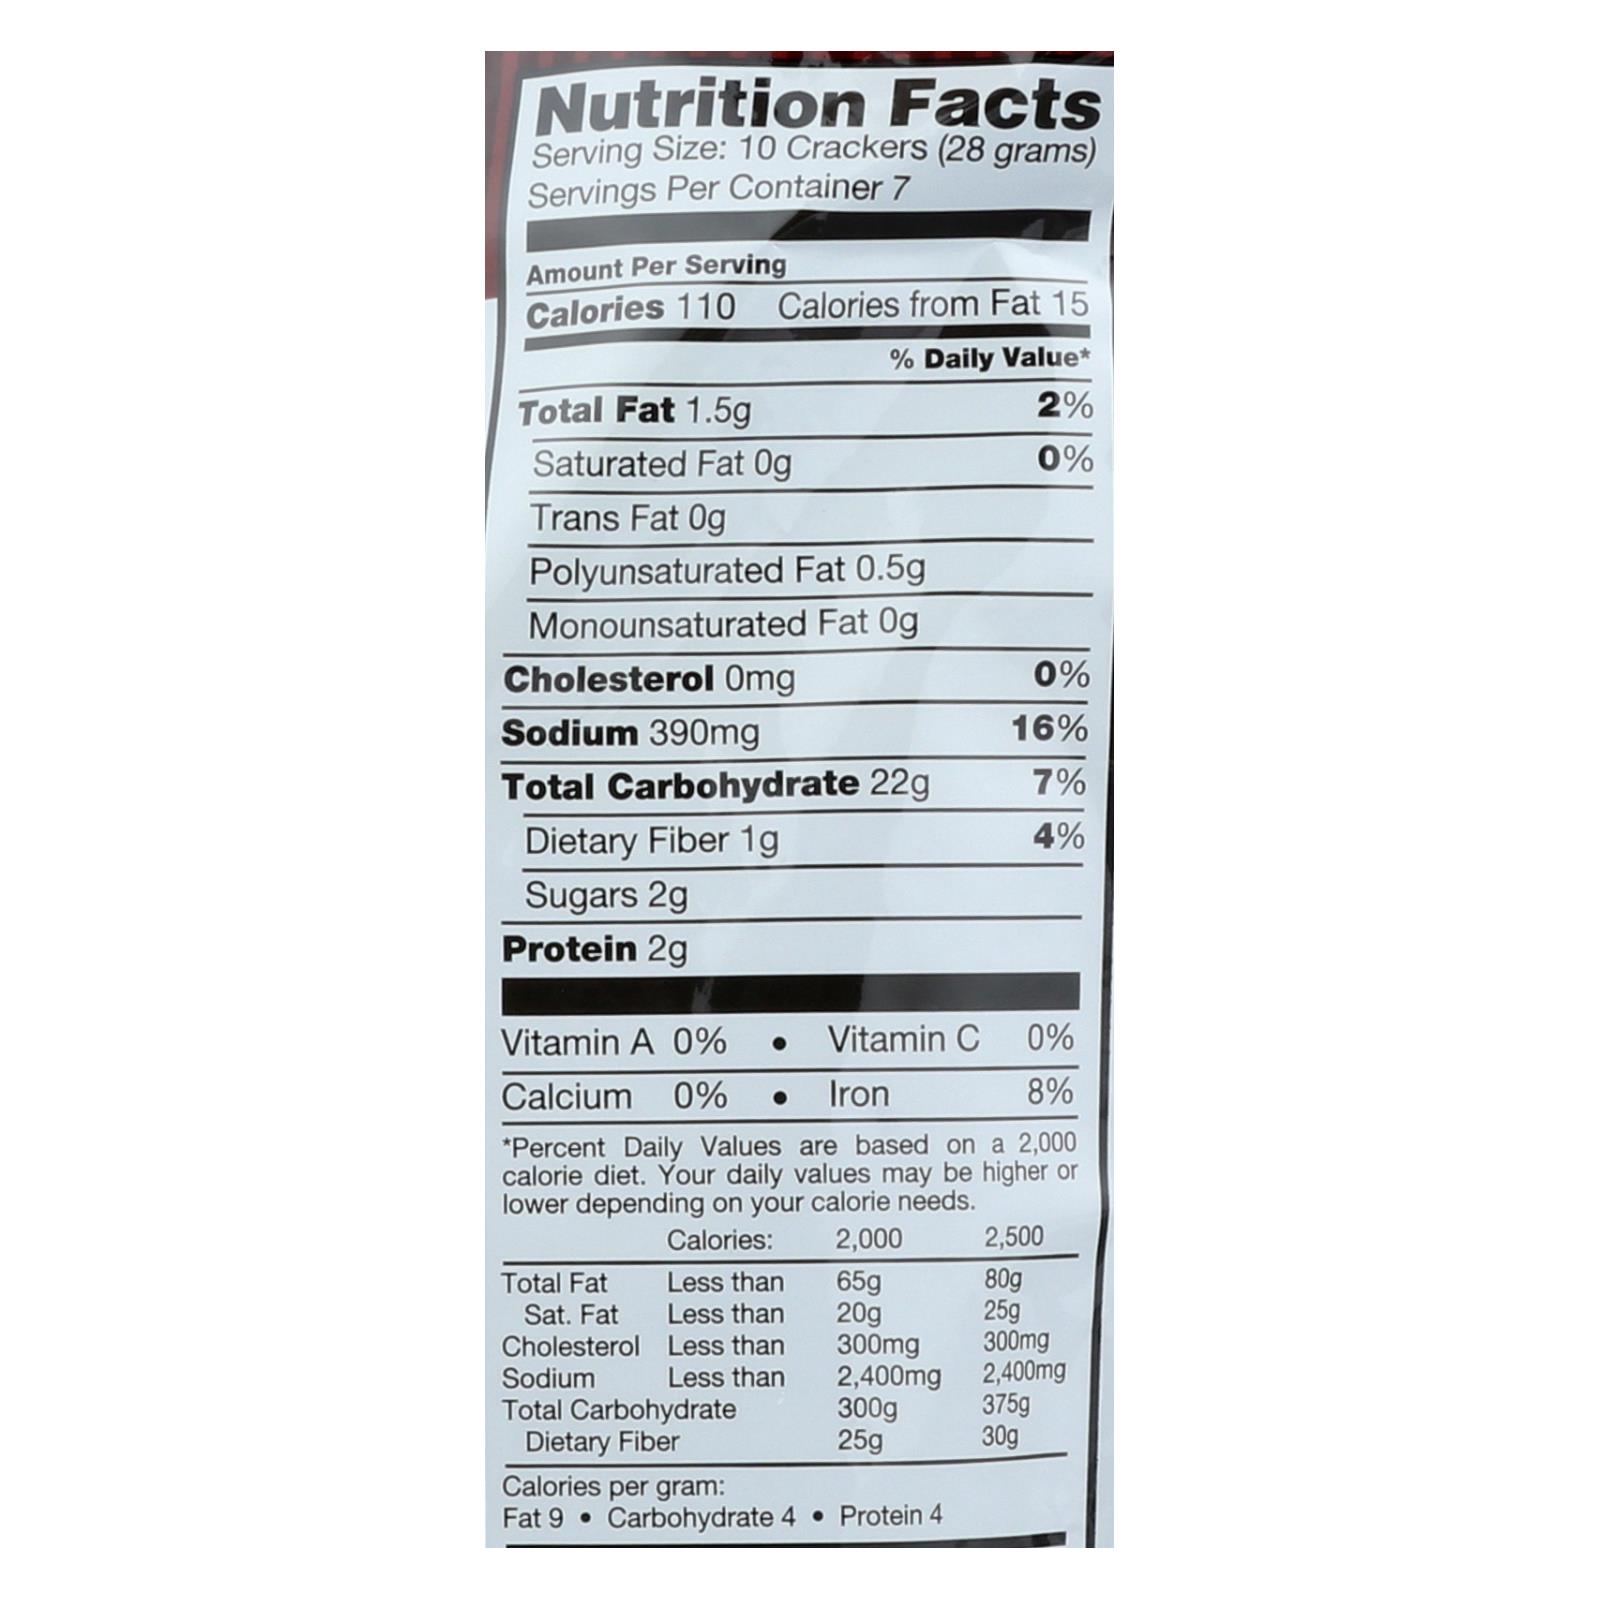 Nutrition Facts
Serving Size: 10 Crackers (28 grams)
Servings Per Container 7
Amount Per Serving
Calories 110 Calories from Fat 15
% Daily Value*
Total Fat 1.5g 2%
Saturated Fat 0g 0%
Trans Fat 0g
Polyunsaturated Fat 0.5g
Monounsaturated Fat 0g
Cholesterol 0mg 0%
Sodium 390mg 16%
Total Carbohydrate 22g 7%
Dietary Fiber 1g 4%
Sugars 2g
Protein 2g
Vitamin A 0% • Vitamin C 0%
Calcium 0% • Iron 8%
*Percent Daily Values are based on a 2,000
calorie diet. Your daily values may be higher or
lower depending on your calorie needs.
Calories: 2,000 2,500
Total Fat Less than 65g 80g
Sat. Fat Less than 20g 25g
Cholesterol Less than 300mg 300mg
Sodium Less than 2,400mg 2,400mg
Total Carbohydrate 300g 375g
Dietary Fiber 25g 30g
Calories per gram:
Fat 9 • Carbohydrate 4 • Protein 4